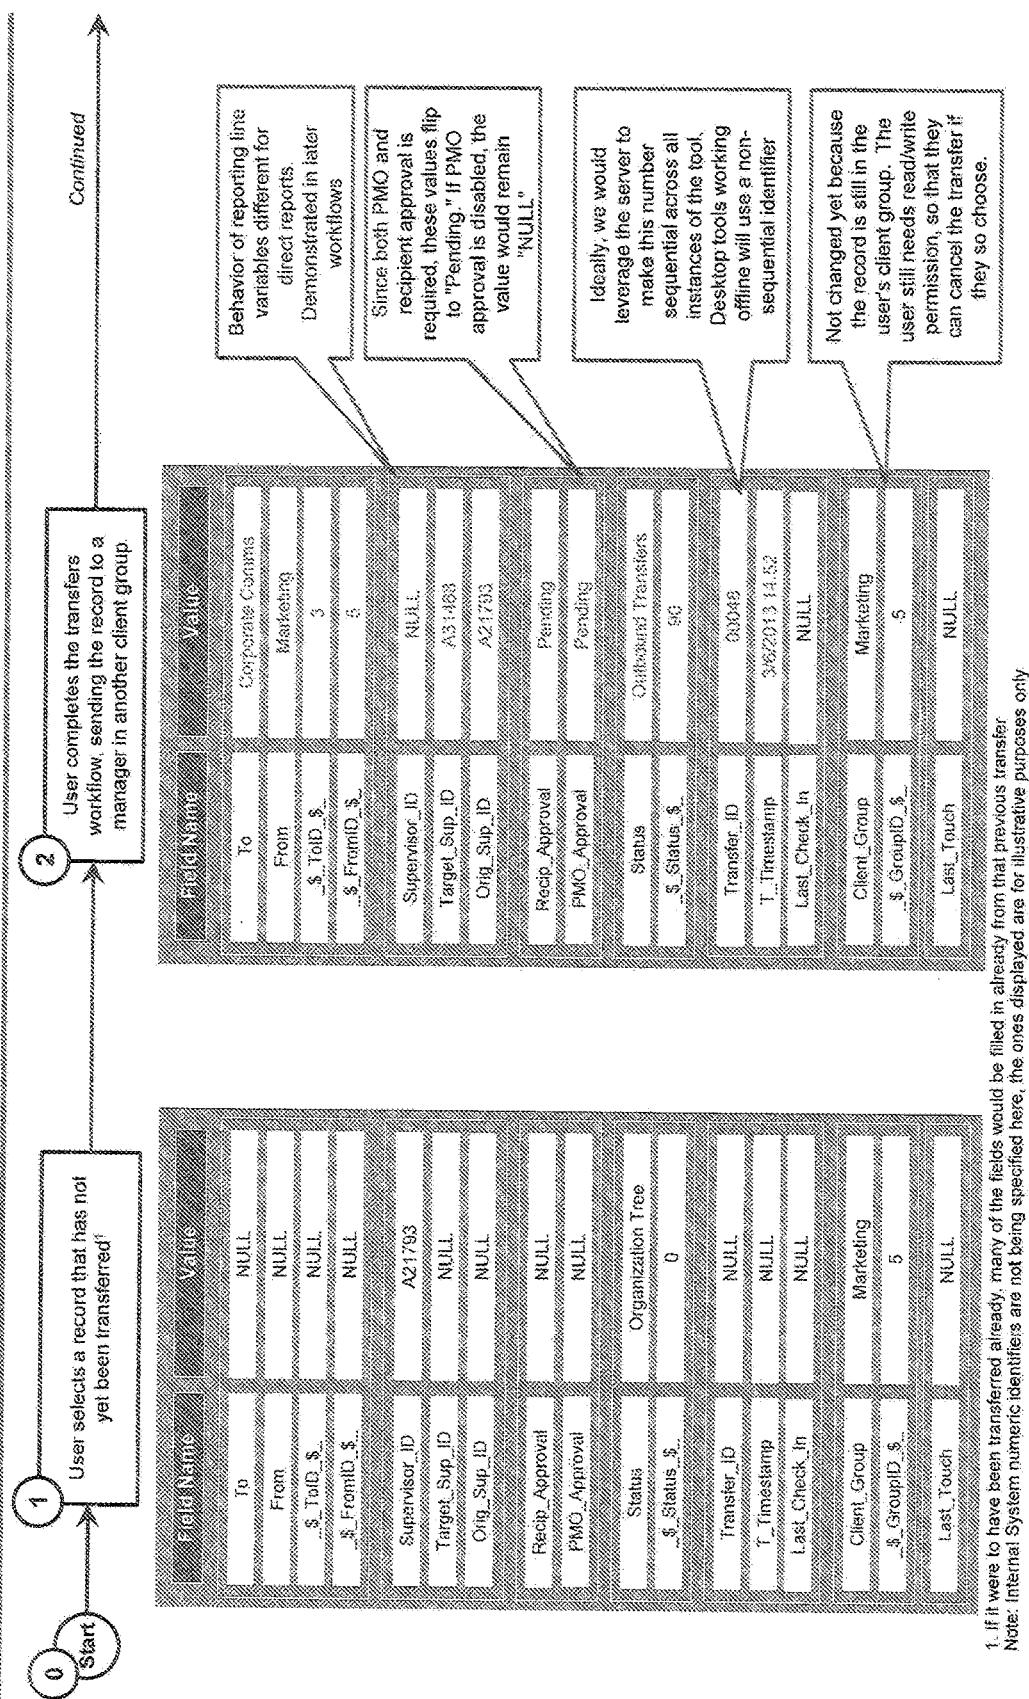 0
Start
1
User selects a record that has not
yet been transferred1
2
User completes the transfers
workflow, sending the record to a
manager in another client group.
Continued
Field Name Value
To NULL
From NULL
_$_ToID_$_ NULL
_$_FromID_$_ NULL
Supervisor_ID A21793
Target_Sup_ID NULL
Orig_Sup_ID NULL
Recip_Approval NULL
PMO_Approval NULL
Status Organization Tree
_$_Status_$_ 0
Transfer_ID NULL
T_Timestamp NULL
Last_Check_In NULL
Client_Group Marketing
_$_GroupID_$_ 5
Last_Touch NULL
Field Name Value
To Corporate Comms
From Marketing
_$_ToID_$_ 3
_$_FromID_$_ 5
Supervisor_ID NULL
Target_Sup_ID A31463
Orig_Sup_ID A21793
Recip_Approval Pending
PMO_Approval Pending
Status Outbound Transfers
_$_Status_$_ 90
Transfer_ID 00046
T_Timestamp 3/6/2013 14:52
Last_Check_In NULL
Client_Group Marketing
_$_GroupID_$_ 5
Last_Touch NULL
Behavior of reporting line
variables different for
direct reports.
Demonstrated in later
workflows
Since both PMO and
recipient approval is
required, these values flip
to "Pending." If PMO
approval is disabled, the
value would remain
"NULL"
Ideally, we would
leverage the server to
make this number
sequential across all
instances of the tool.
Desktop tools working
offline will use a non-
sequential identifier
Not changed yet because
the record is still in the
user's client group. The
user still needs read/write
permission, so that they
can cancel the transfer if
they so choose.
1. If it were to have been transferred already, many of the fields would be filled in already from that previous transfer
Note: Internal System numeric identifiers are not being specified here, the ones displayed are for illustrative purposes only